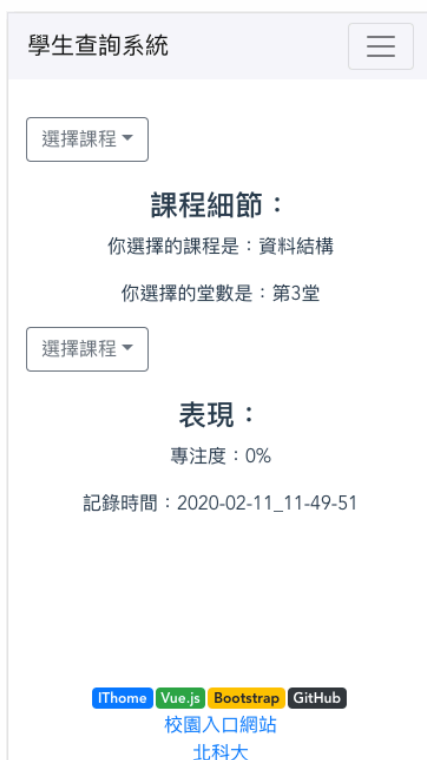 學生查詢系統
選擇課程
課程細節：
你選擇的課程是：資料結構
你選擇的堂數是：第3堂
選擇課程
表現：
專注度：0%
記錄時間：2020-02-11_11-49-51
IThome Vue.js Bootstrap GitHub
校園入口網站
北科大